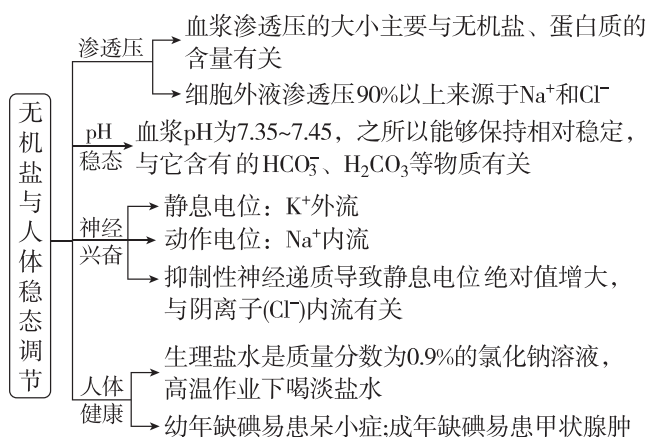 无机盐与人体稳态调节
渗透压
血浆渗透压的大小主要与无机盐、蛋白质的
含量有关
细胞外液渗透压90%以上来源于Na⁺和Cl⁻
pH
稳态
血浆pH为7.35~7.45，之所以能够保持相对稳定，
与它含有的HCO₃⁻、H₂CO₃等物质有关
神经
兴奋
静息电位：K⁺外流
动作电位：Na⁺内流
抑制性神经递质导致静息电位绝对值增大，
与阴离子(Cl⁻)内流有关
人体
健康
生理盐水是质量分数为0.9%的氯化钠溶液，
高温作业下喝淡盐水
幼年缺碘易患呆小症;成年缺碘易患甲状腺肿